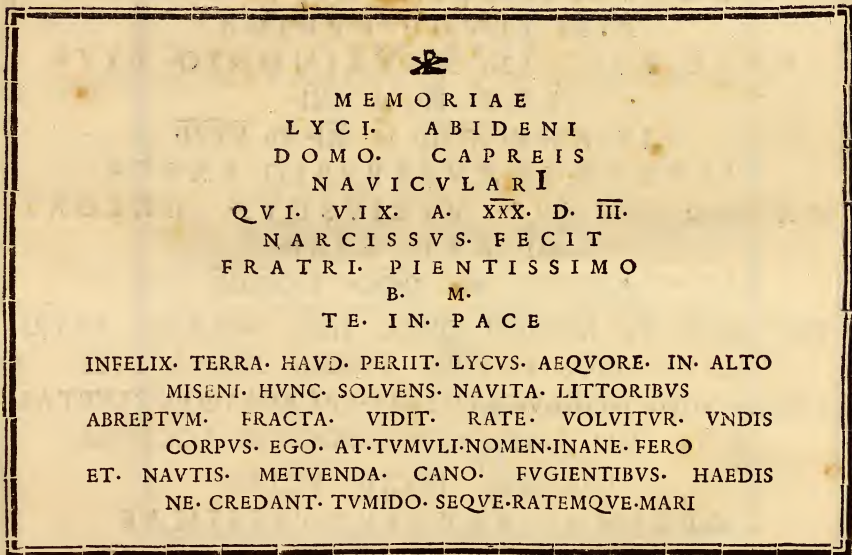 ☧
MEMORIAE
LYCI· ABIDENI
DOMO· CAPREIS
NAVICVLARI
QVI· VIX· A· X̅X̅X̅· D· I̅I̅I̅·
NARCISSVS· FECIT
FRATRI· PIENTISSIMO
B· M·
TE· IN· PACE
INFELIX· TERRA· HAVD· PERIIT· LYCVS· AEQVORE· IN· ALTO
MISENI· HVNC· SOLVENS· NAVITA· LITTORIBVS
ABREPTVM· FRACTA· VIDIT· RATE· VOLVITVR· VNDIS
CORPVS· EGO· AT·TVMVLI·NOMEN·INANE· FERO
ET· NAVTIS· METVENDA· CANO· FVGIENTIBVS· HAEDIS
NE· CREDANT· TVMIDO· SEQVE·RATEMQVE·MARI